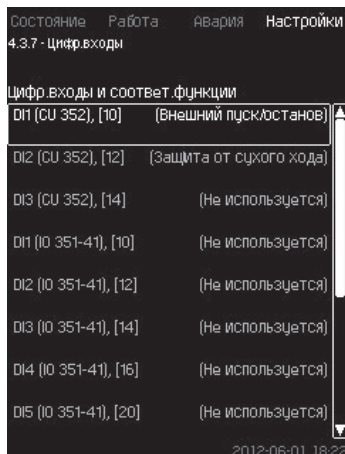 Состояние Работа Авария Настройки
4.3.7 - Цифр.входы
Цифр.входы и соответ.функции
DI1 (CU 352), [10] (Внешний пуск/останов)
DI2 (CU 352), [12] (Защита от сухого хода)
DI3 (CU 352), [14] (Не используется)
DI1 (IO 351-41), [10] (Не используется)
DI2 (IO 351-41), [12] (Не используется)
DI3 (IO 351-41), [14] (Не используется)
DI4 (IO 351-41), [16] (Не используется)
DI5 (IO 351-41), [20] (Не используется)
2012-06-01 18:22